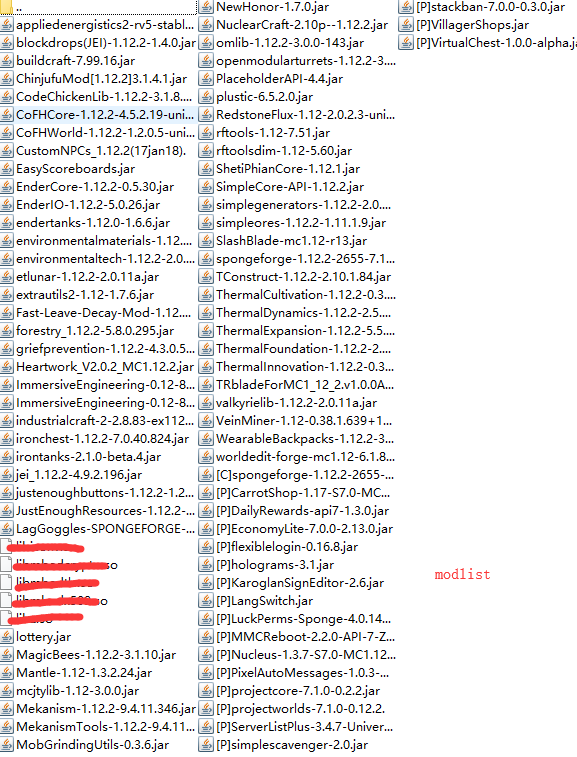 ..
appliedenergistics2-rv5-stabl...
blockdrops(JEI)-1.12.2-1.4.0.jar
buildcraft-7.99.16.jar
ChinjufuMod[1.12.2]3.1.4.1.jar
CodeChickenLib-1.12.2-3.1.8....
CoFHCore-1.12.2-4.5.2.19-uni...
CoFHWorld-1.12.2-1.2.0.5-uni...
CustomNPCs_1.12.2(17jan18).
EasyScoreboards.jar
EnderCore-1.12.2-0.5.30.jar
EnderIO-1.12.2-5.0.26.jar
endertanks-1.12.0-1.6.6.jar
environmentalmaterials-1.12....
environmentaltech-1.12.2-2.0....
etlunar-1.12.2-2.0.11a.jar
extrautils2-1.12-1.7.6.jar
Fast-Leave-Decay-Mod-1.12....
forestry_1.12.2-5.8.0.295.jar
griefprevention-1.12.2-4.3.0.5...
Heartwork_V2.0.2_MC1.12.2.jar
ImmersiveEngineering-0.12-8...
ImmersiveEngineering-0.12-8...
industrialcraft-2-2.8.83-ex112...
ironchest-1.12.2-7.0.40.824.jar
irontanks-2.1.0-beta.4.jar
jei_1.12.2-4.9.2.196.jar
justenoughbuttons-1.12.2-1.2...
JustEnoughResources-1.12.2-...
LagGoggles-SPONGEFORGE-...
lottery.jar
MagicBees-1.12.2-3.1.10.jar
Mantle-1.12-1.3.2.24.jar
mcjtylib-1.12-3.0.0.jar
Mekanism-1.12.2-9.4.11.346.jar
MekanismTools-1.12.2-9.4.11...
MobGrindingUtils-0.3.6.jar
NewHonor-1.7.0.jar
NuclearCraft-2.10p--1.12.2.jar
omlib-1.12.2-3.0.0-143.jar
openmodularturrets-1.12.2-3....
PlaceholderAPI-4.4.jar
plustic-6.5.2.0.jar
RedstoneFlux-1.12-2.0.2.3-uni...
rftools-1.12-7.51.jar
rftoolsdim-1.12-5.60.jar
ShetiPhianCore-1.12.1.jar
SimpleCore-API-1.12.2.jar
simplegenerators-1.12.2-2.0....
simpleores-1.12.2-1.11.1.9.jar
SlashBlade-mc1.12-r13.jar
spongeforge-1.12.2-2655-7.1...
TConstruct-1.12.2-2.10.1.84.jar
ThermalCultivation-1.12.2-0.3....
ThermalDynamics-1.12.2-2.5....
ThermalExpansion-1.12.2-5.5....
ThermalFoundation-1.12.2-2....
ThermalInnovation-1.12.2-0.3...
TRbladeForMC1_12_2.v1.0.0A...
valkyrielib-1.12.2-2.0.11a.jar
VeinMiner-1.12-0.38.1.639+1...
WearableBackpacks-1.12.2-3...
worldedit-forge-mc1.12-6.1.8...
[C]spongeforge-1.12.2-2655-...
[P]CarrotShop-1.17-S7.0-MC...
[P]DailyRewards-api7-1.3.0.jar
[P]EconomyLite-7.0.0-2.13.0.jar
[P]flexiblelogin-0.16.8.jar
[P]holograms-3.1.jar
[P]KaroglanSignEditor-2.6.jar
[P]LangSwitch.jar
[P]LuckPerms-Sponge-4.0.14...
[P]MMCReboot-2.2.0-API-7-Z...
[P]Nucleus-1.3.7-S7.0-MC1.12...
[P]PixelAutoMessages-1.0.3-...
[P]projectcore-7.1.0-0.2.2.jar
[P]projectworlds-7.1.0-0.12.2.
[P]ServerListPlus-3.4.7-Univer...
[P]simplescavenger-2.0.jar
[P]stackban-7.0.0-0.3.0.jar
[P]VillagerShops.jar
[P]VirtualChest-1.0.0-alpha.ja
modlist